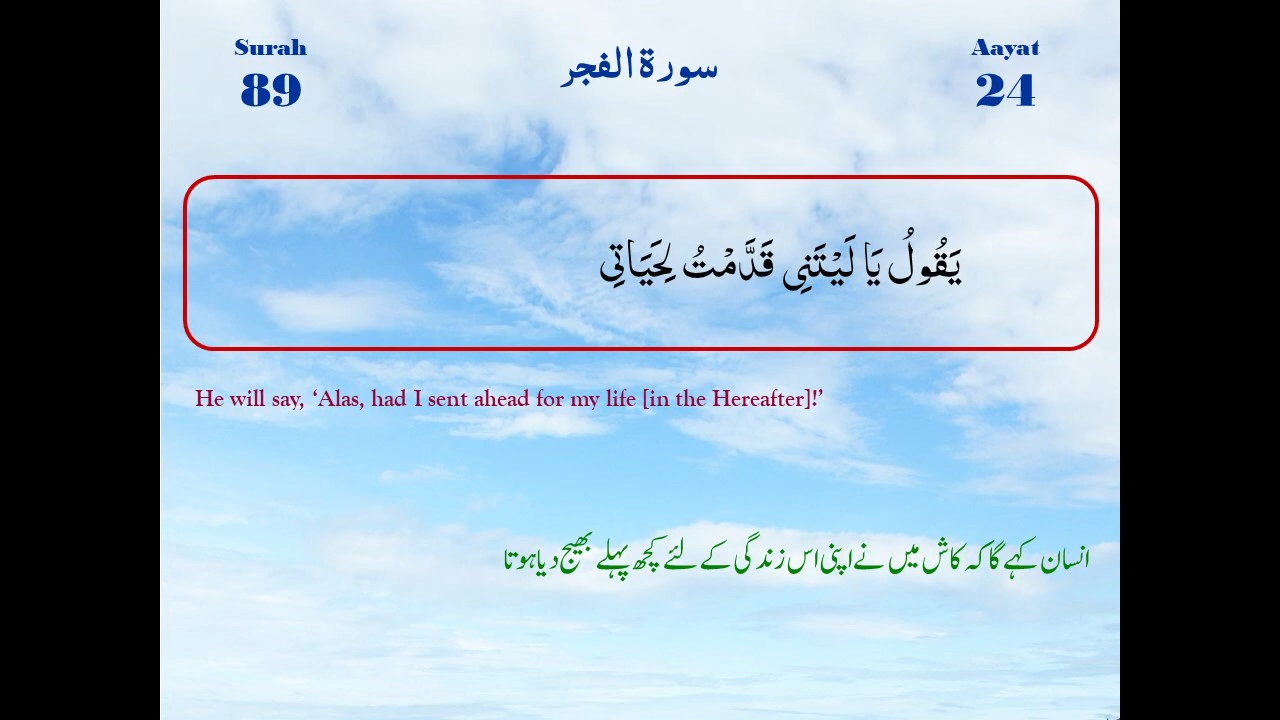 Surah
89
سورة الفجر
Aayat
24
يَقُولُ يَا لَيْتَنِي قَدَّمْتُ لِحَيَاتِي
He will say, ‘Alas, had I sent ahead for my life [in the Hereafter]!’
انسان کہے گا کہ کاش میں نے اپنی اس زندگی کے لئے کچھ پہلے بھیج دیا ہوتا